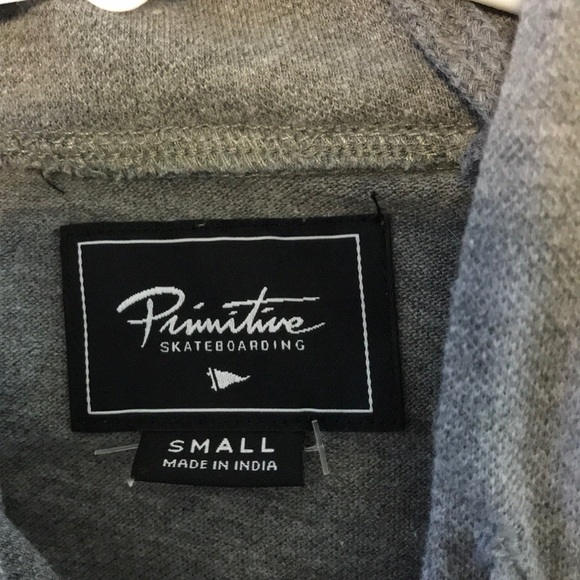 Primitive
SKATEBOARDING
SMALL
MADE IN INDIA